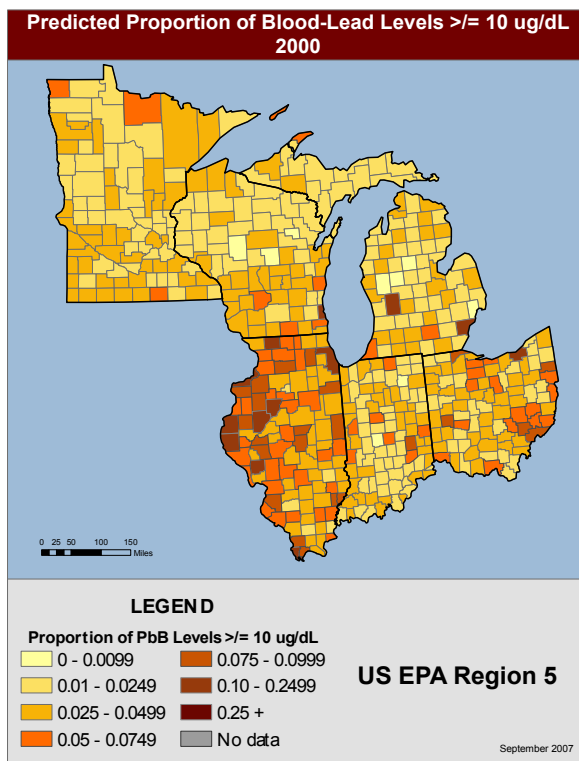 Predicted Proportion of Blood-Lead Levels >/= 10 ug/dL
2000
0 25 50 100 150
Miles
LEGEND
Proportion of PbB Levels >/= 10 ug/dL
0 - 0.0099
0.01 - 0.0249
0.025 - 0.0499
0.05 - 0.0749
0.075 - 0.0999
0.10 - 0.2499
0.25 +
No data
US EPA Region 5
September 2007